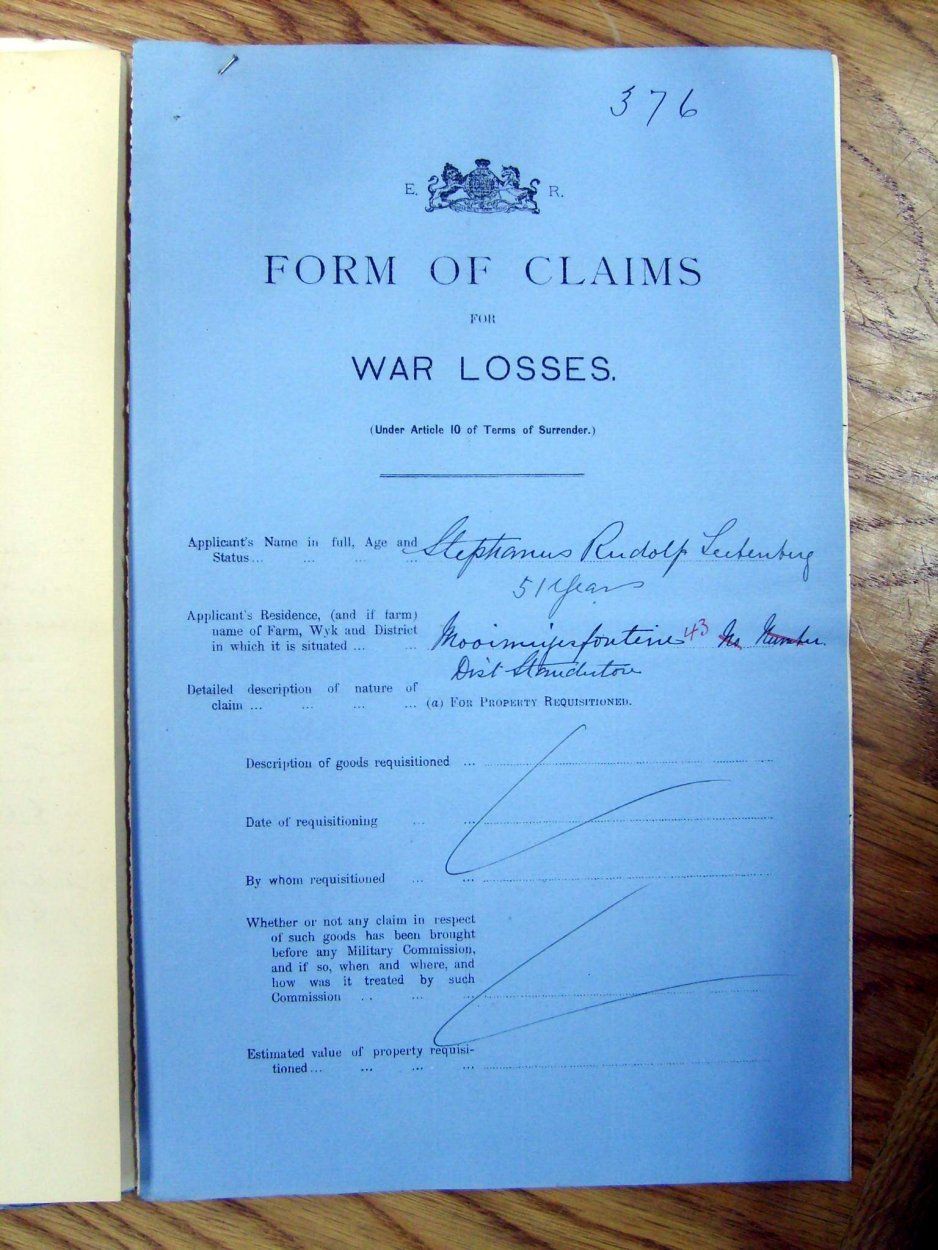 376
E. R.
FORM OF CLAIMS
FOR
WAR LOSSES.
(Under Article 10 of Terms of Surrender.)
Applicant's Name in full, Age and Stephanus Rudolf
Status... ... ... ...
51 Years
Applicant's Residence, (and if farm)
name of Farm, Wyk and District 43 No Number.
in which it is situated ... ...
Dist Standerton
Detailed description of nature of
claim ... ... ... ... (a) FOR PROPERTY REQUISITIONED.
Description of goods requisitioned ...
Date of requisitioning ... ...
By whom requisitioned ... ...
Whether or not any claim in respect
of such goods has been brought
before any Military Commission,
and if so, when and where, and
how was it treated by such
Commission .. ... ...
Estimated value of property requisi-
tioned... ... ... ...